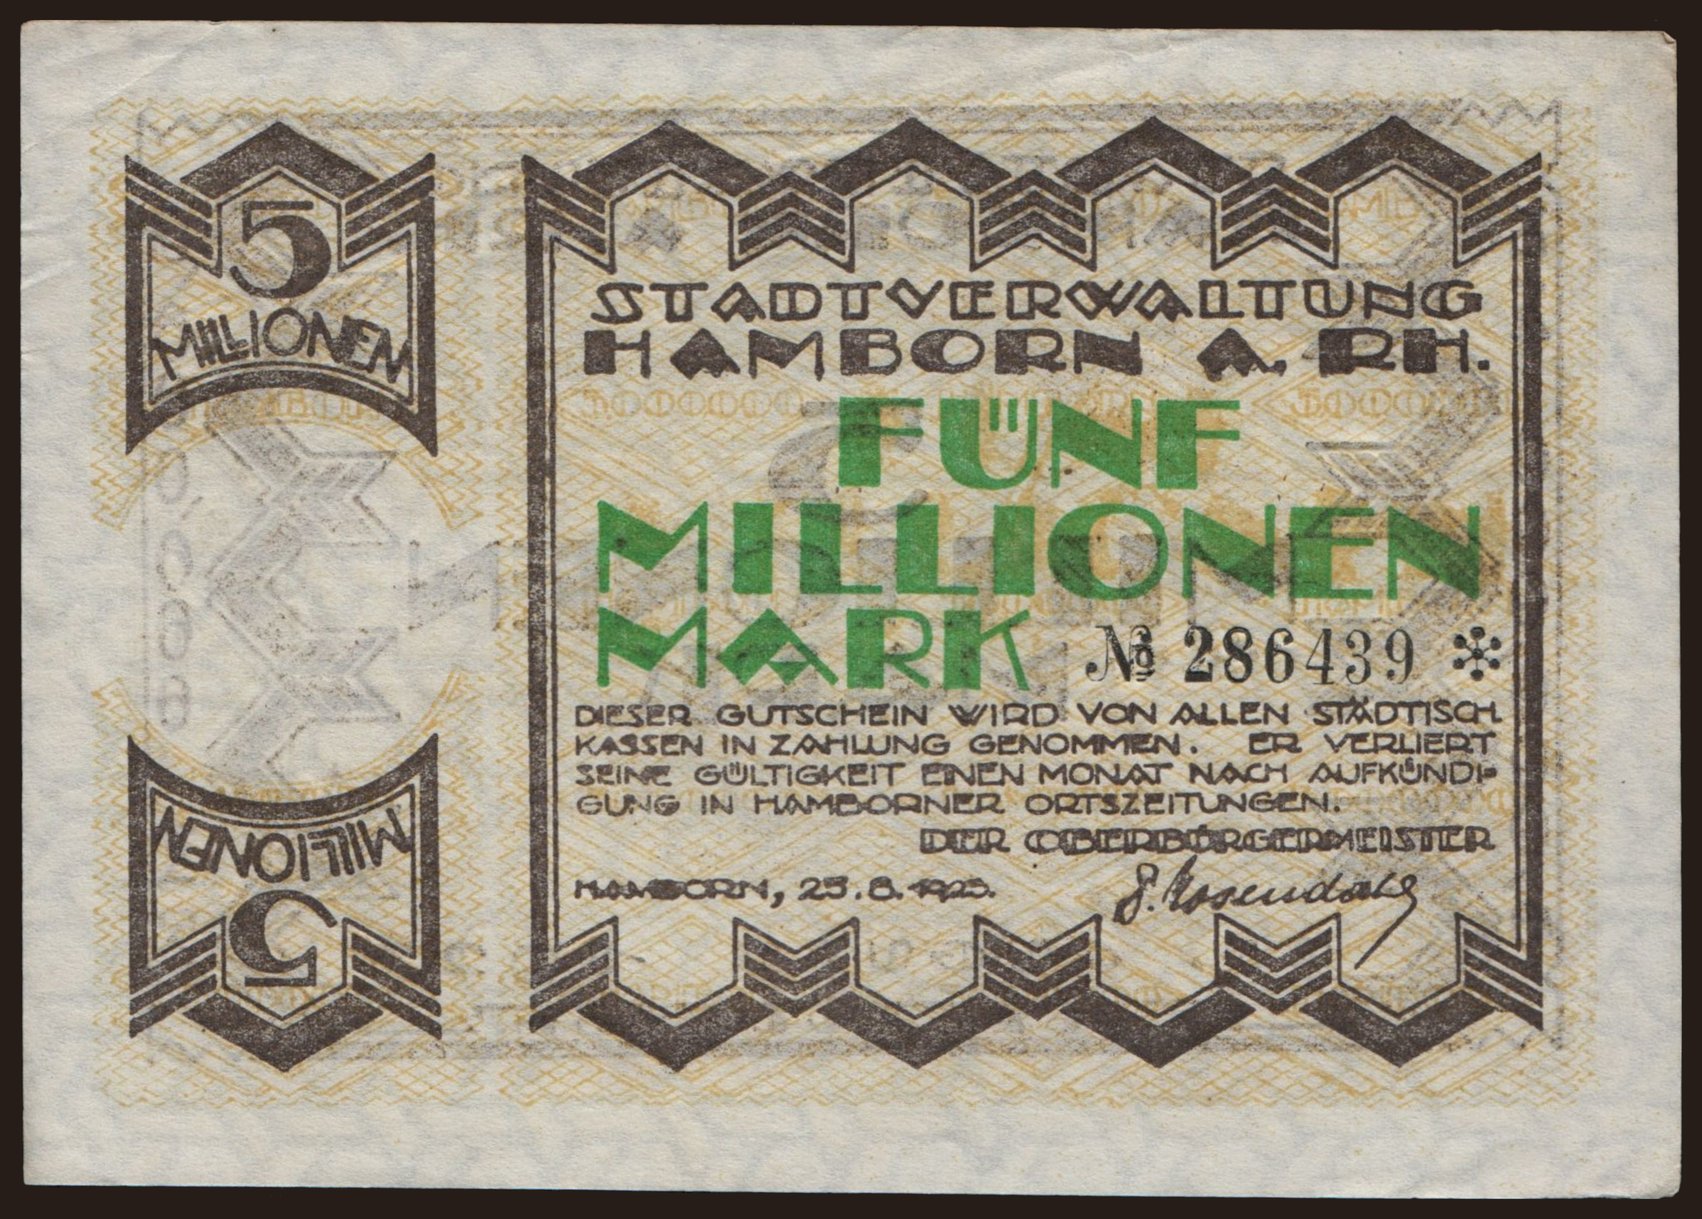 5
MILLIONEN
STADTVERWALTUNG
HAMBORN A. RH.
FÜNF
MILLIONEN
MARK
№ 286439 *
DIESER GUTSCHEIN WIRD VON ALLEN STÄDTISCH.
KASSEN IN ZAHLUNG GENOMMEN. ER VERLIERT
SEINE GÜLTIGKEIT EINEN MONAT NACH AUFKÜNDI-
GUNG IN HAMBORNER ORTSZEITUNGEN.
DER OBERBÜRGERMEISTER
HAMBORN, 25.8.1923.
MILLIONEN
5